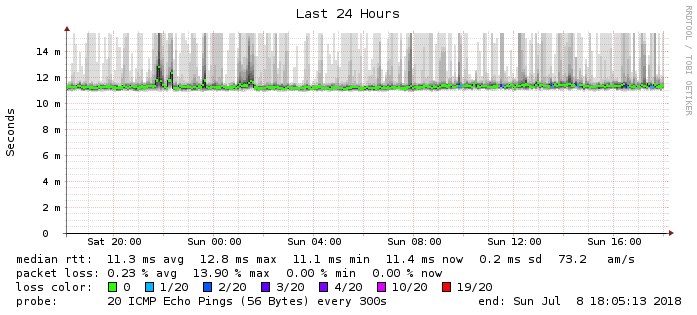 Last 24 Hours
RRDTOOL / TOBI OETIKER
Seconds
14 m
12 m
10 m
8 m
6 m
4 m
2 m
0
Sat 20:00 Sun 00:00 Sun 04:00 Sun 08:00 Sun 12:00 Sun 16:00
median rtt: 11.3 ms avg 12.8 ms max 11.1 ms min 11.4 ms now 0.2 ms sd 73.2 am/s
packet loss: 0.23 % avg 13.90 % max 0.00 % min 0.00 % now
loss color: 0 1/20 2/20 3/20 4/20 10/20 19/20
probe: 20 ICMP Echo Pings (56 Bytes) every 300s end: Sun Jul 8 18:05:13 2018